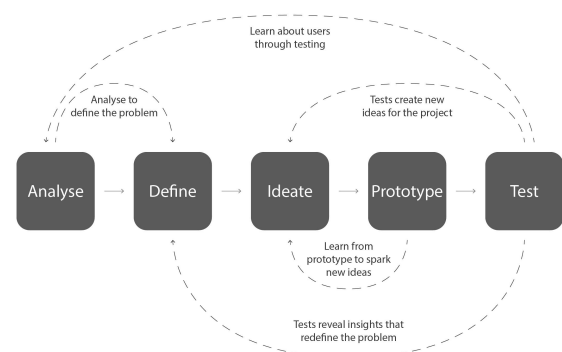 Learn about users
through testing
Analyse to
define the problem
Tests create new
ideas for the project
Analyse
Define
Ideate
Prototype
Test
Learn from
prototype to spark
new ideas
Tests reveal insights that
redefine the problem